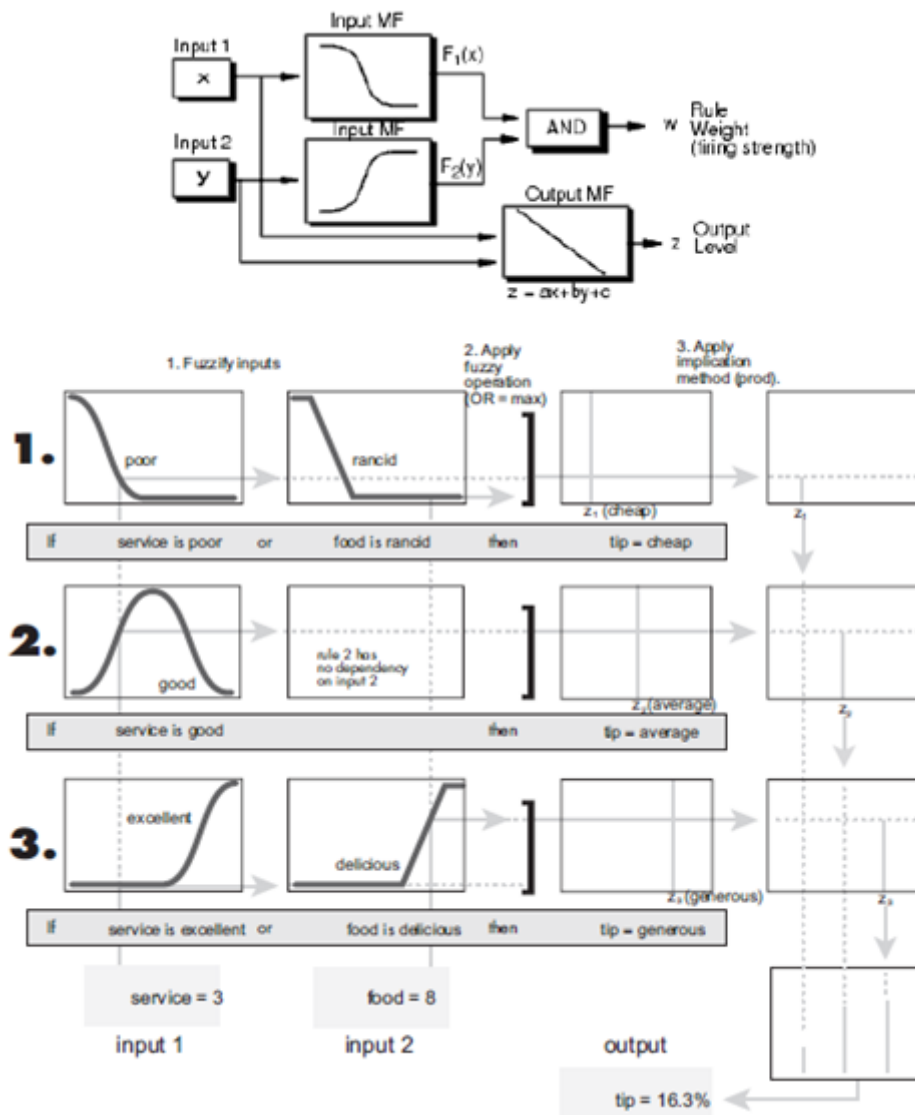 Input MF
Input 1
x
F₁(x)
AND
w Rule
Weight
(firing strength)
Input MF
Input 2
y
F₂(y)
Output MF
z Output
Level
z = ax+by+c
1. Fuzzify inputs
2. Apply
fuzzy
operation
(OR = max)
3. Apply
implication
method (prod).
1.
poor
rancid
z₁ (cheap)
z₁
If service is poor or food is rancid then tip = cheap
2.
good
rule 2 has
no dependency
on input 2
z₂ (average)
z₂
If service is good then tip = average
3.
excellent
delicious
z₃ (generous)
z₃
If service is excellent or food is delicious then tip = generous
service = 3
food = 8
input 1
input 2
output
tip = 16.3%